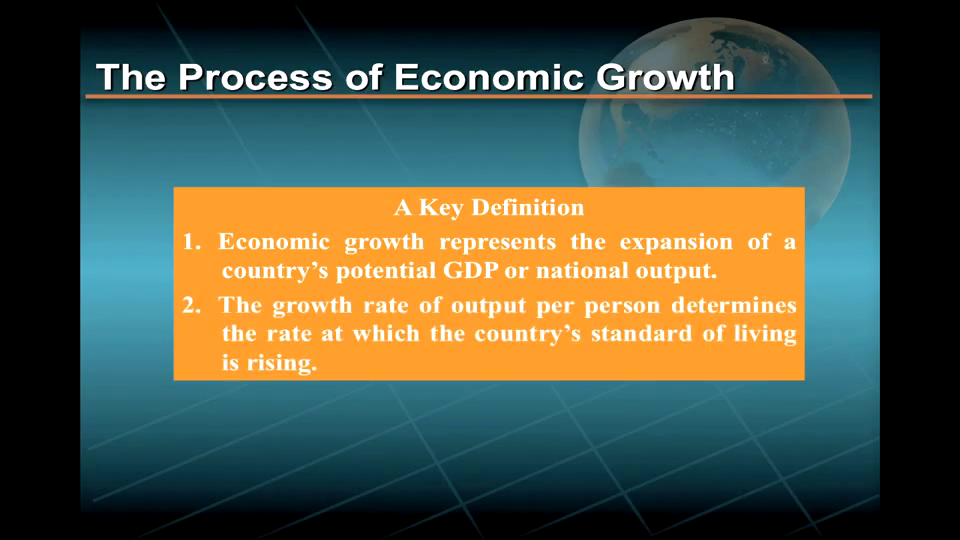 The Process of Economic Growth
A Key Definition
1. Economic growth represents the expansion of a
country’s potential GDP or national output.
2. The growth rate of output per person determines
the rate at which the country’s standard of living
is rising.